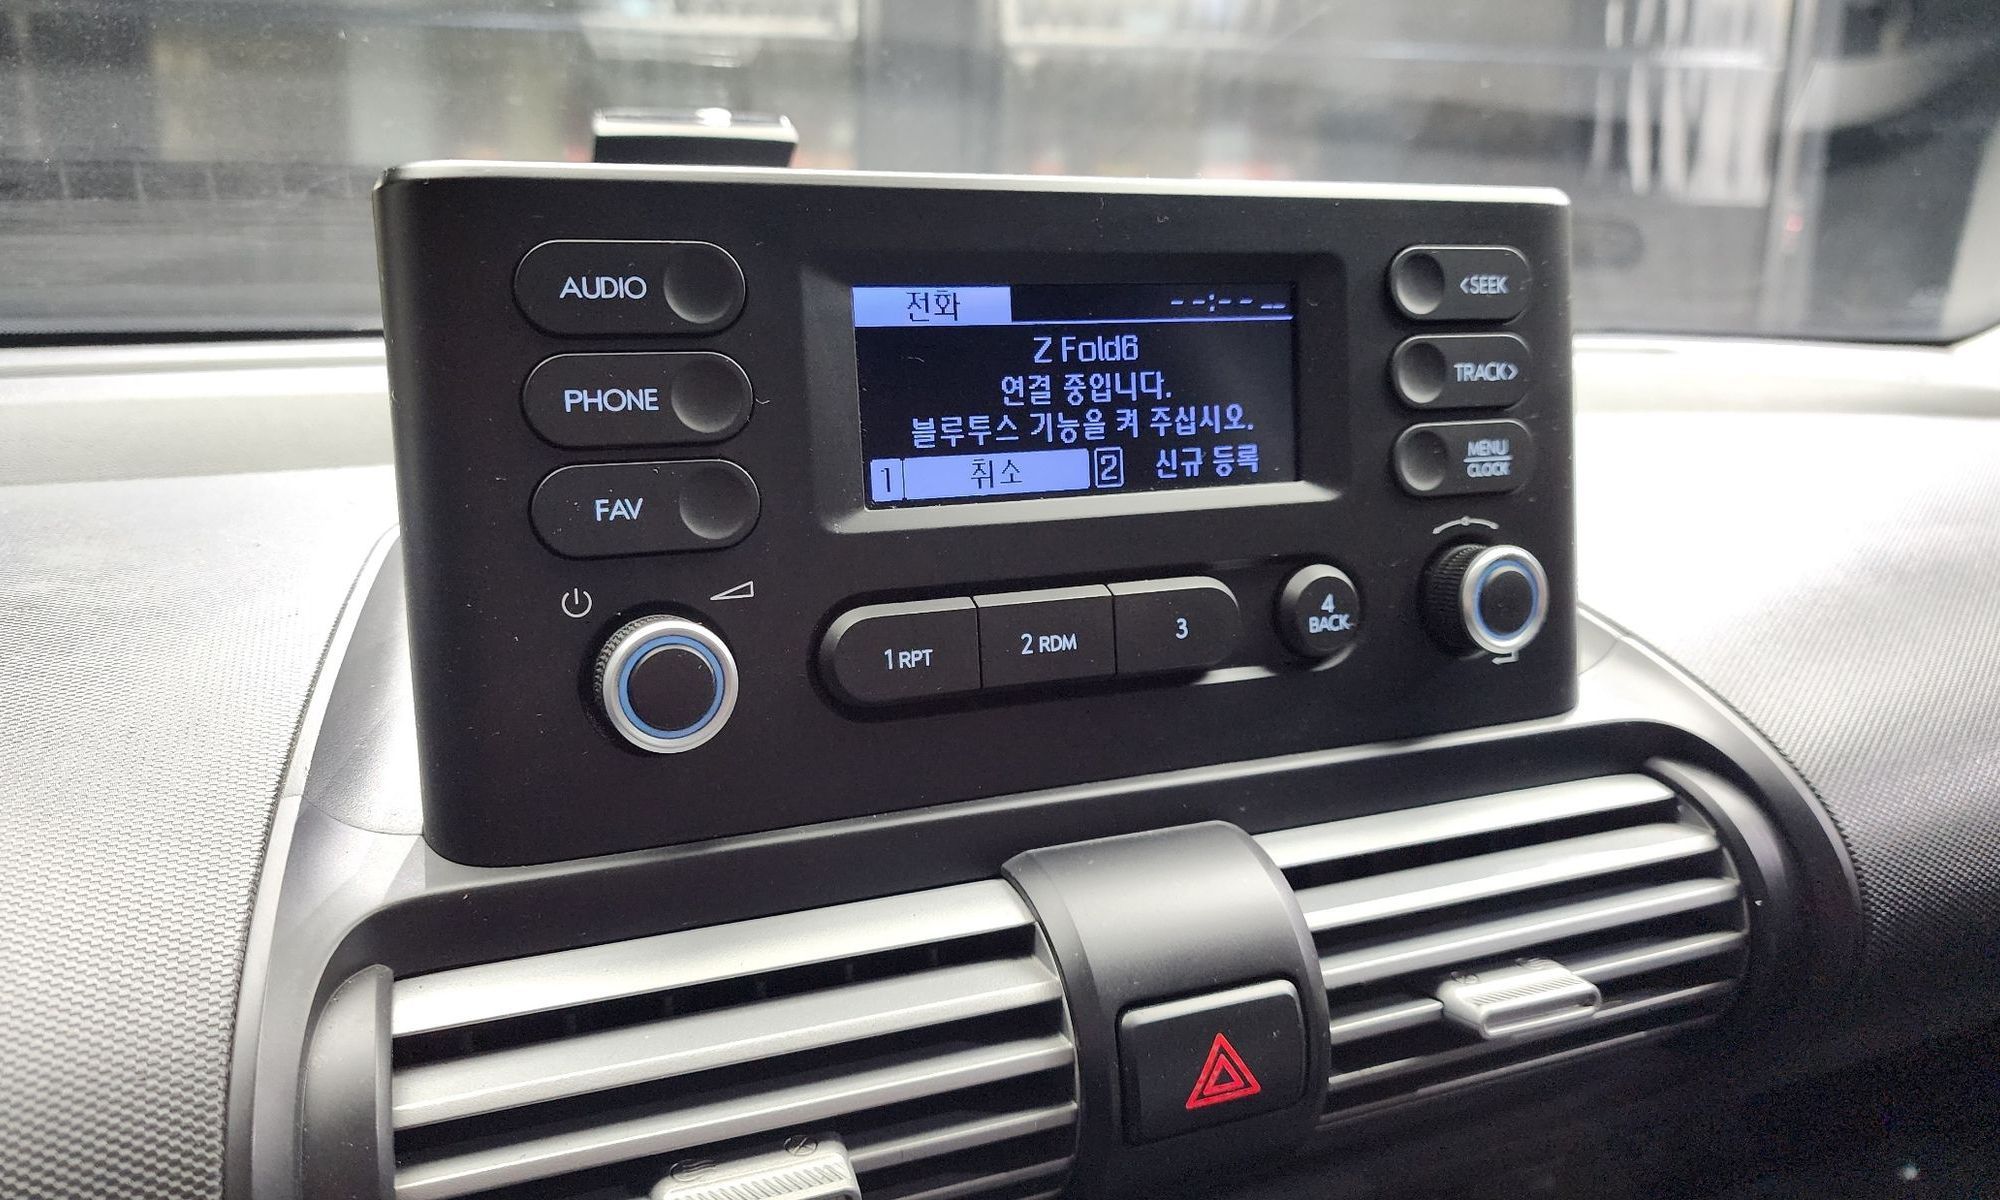 AUDIO
PHONE
FAV
전화 --:-- --
Z Fold6
연결 중입니다.
블루투스 기능을 켜 주십시오.
1 취소 2 신규 등록
<SEEK
TRACK>
MENU
CLOCK
1 RPT
2 RDM
3
4
BACK